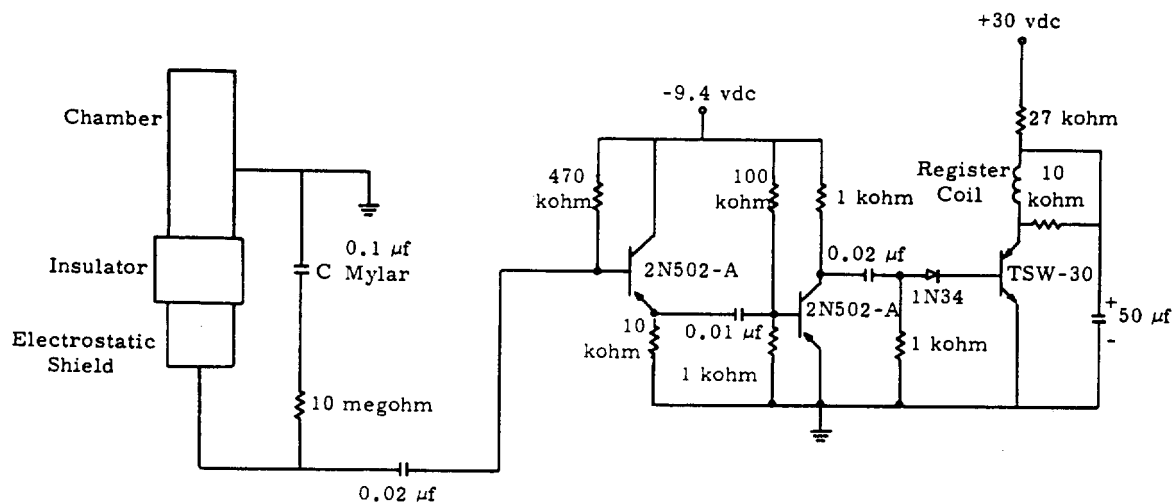 +30 vdc
-9.4 vdc
Chamber
27 kohm
Register
Coil
10
kohm
470
kohm
100
kohm
1 kohm
0.1 µf
C Mylar
Insulator
0.02 µf
2N502-A
TSW-30
1N34
2N502-A
+
50 µf
-
Electrostatic
Shield
10
kohm
0.01 µf
1 kohm
1 kohm
10 megohm
0.02 µf